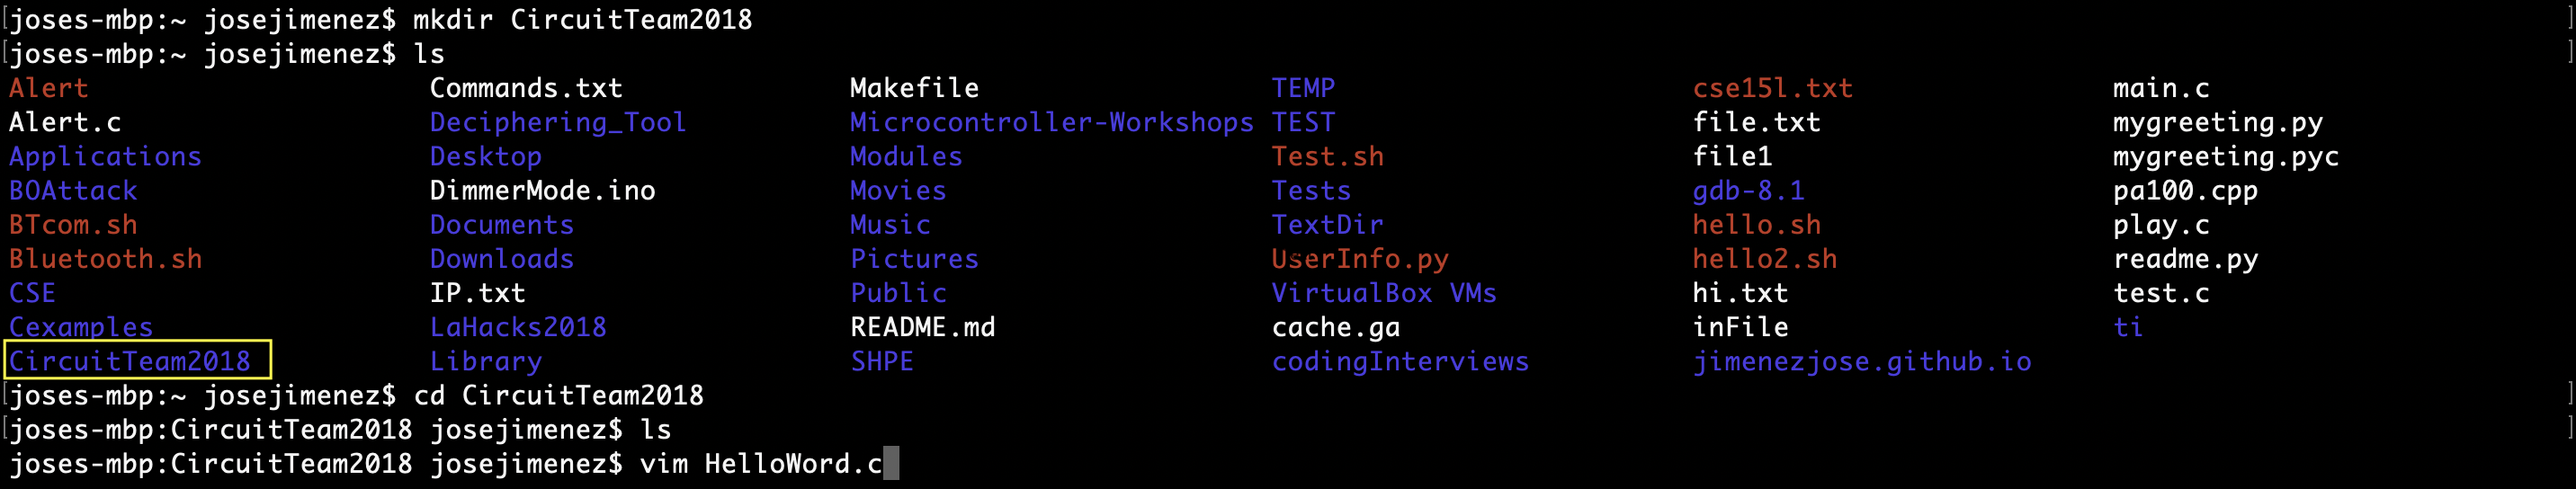 [joses-mbp:~ josejimenez$ mkdir CircuitTeam2018 ]
[joses-mbp:~ josejimenez$ ls ]
Alert Commands.txt Makefile TEMP cse15l.txt main.c
Alert.c Deciphering_Tool Microcontroller-Workshops TEST file.txt mygreeting.py
Applications Desktop Modules Test.sh file1 mygreeting.pyc
BOAttack DimmerMode.ino Movies Tests gdb-8.1 pa100.cpp
BTcom.sh Documents Music TextDir hello.sh play.c
Bluetooth.sh Downloads Pictures UserInfo.py hello2.sh readme.py
CSE IP.txt Public VirtualBox VMs hi.txt test.c
Cexamples LaHacks2018 README.md cache.ga inFile ti
CircuitTeam2018 Library SHPE codingInterviews jimenezjose.github.io
[joses-mbp:~ josejimenez$ cd CircuitTeam2018 ]
[joses-mbp:CircuitTeam2018 josejimenez$ ls ]
joses-mbp:CircuitTeam2018 josejimenez$ vim HelloWord.c